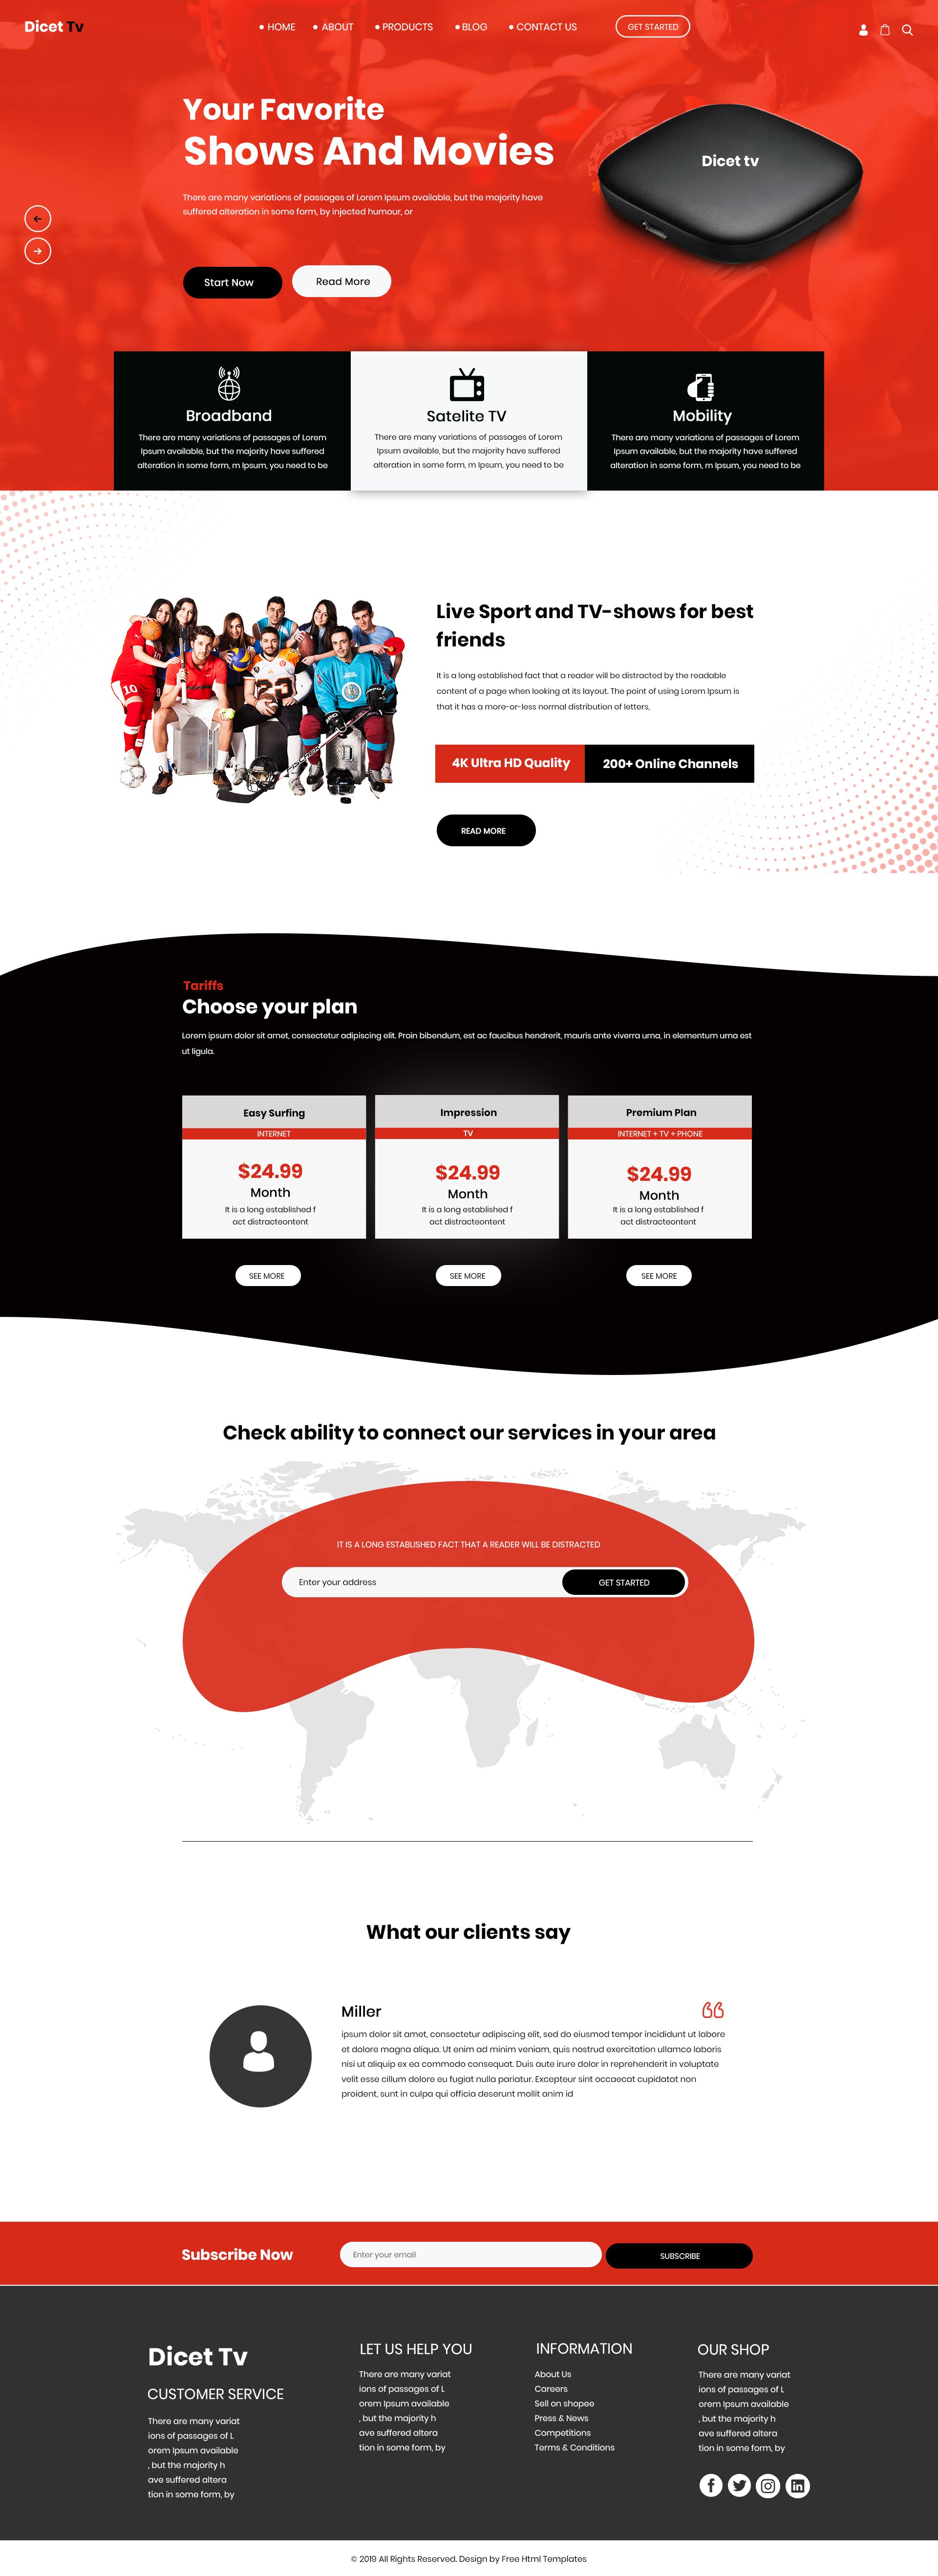 Dicet Tv
HOME
ABOUT
PRODUCTS
BLOG
CONTACT US
GET STARTED
Your Favorite
Shows And Movies
There are many variations of passages of Lorem Ipsum available, but the majority have
suffered alteration in some form, by injected humour, or
Start Now
Read More
Dicet tv
Broadband
There are many variations of passages of Lorem
Ipsum available, but the majority have suffered
alteration in some form, m Ipsum, you need to be
Satelite TV
There are many variations of passages of Lorem
Ipsum available, but the majority have suffered
alteration in some form, m Ipsum, you need to be
Mobility
There are many variations of passages of Lorem
Ipsum available, but the majority have suffered
alteration in some form, m Ipsum, you need to be
10
23
Live Sport and TV-shows for best
friends
It is a long established fact that a reader will be distracted by the readable
content of a page when looking at its layout. The point of using Lorem Ipsum is
that it has a more-or-less normal distribution of letters,
4K Ultra HD Quality
200+ Online Channels
READ MORE
Tariffs
Choose your plan
Lorem ipsum dolor sit amet, consectetur adipiscing elit. Proin bibendum, est ac faucibus hendrerit, mauris ante viverra urna, in elementum urna est
ut ligula.
Easy Surfing
INTERNET
$24.99
Month
It is a long established f
act distracteontent
SEE MORE
Impression
TV
$24.99
Month
It is a long established f
act distracteontent
SEE MORE
Premium Plan
INTERNET + TV + PHONE
$24.99
Month
It is a long established f
act distracteontent
SEE MORE
Check ability to connect our services in your area
IT IS A LONG ESTABLISHED FACT THAT A READER WILL BE DISTRACTED
Enter your address
GET STARTED
What our clients say
Miller
ipsum dolor sit amet, consectetur adipiscing elit, sed do eiusmod tempor incididunt ut labore
et dolore magna aliqua. Ut enim ad minim veniam, quis nostrud exercitation ullamco laboris
nisi ut aliquip ex ea commodo consequat. Duis aute irure dolor in reprehenderit in voluptate
velit esse cillum dolore eu fugiat nulla pariatur. Excepteur sint occaecat cupidatat non
proident, sunt in culpa qui officia deserunt mollit anim id
Subscribe Now
Enter your email
SUBSCRIBE
Dicet Tv
CUSTOMER SERVICE
There are many variat
ions of passages of L
orem Ipsum available
, but the majority h
ave suffered altera
tion in some form, by
LET US HELP YOU
There are many variat
ions of passages of L
orem Ipsum available
, but the majority h
ave suffered altera
tion in some form, by
INFORMATION
About Us
Careers
Sell on shopee
Press & News
Competitions
Terms & Conditions
OUR SHOP
There are many variat
ions of passages of L
orem Ipsum available
, but the majority h
ave suffered altera
tion in some form, by
© 2019 All Rights Reserved. Design by Free Html Templates